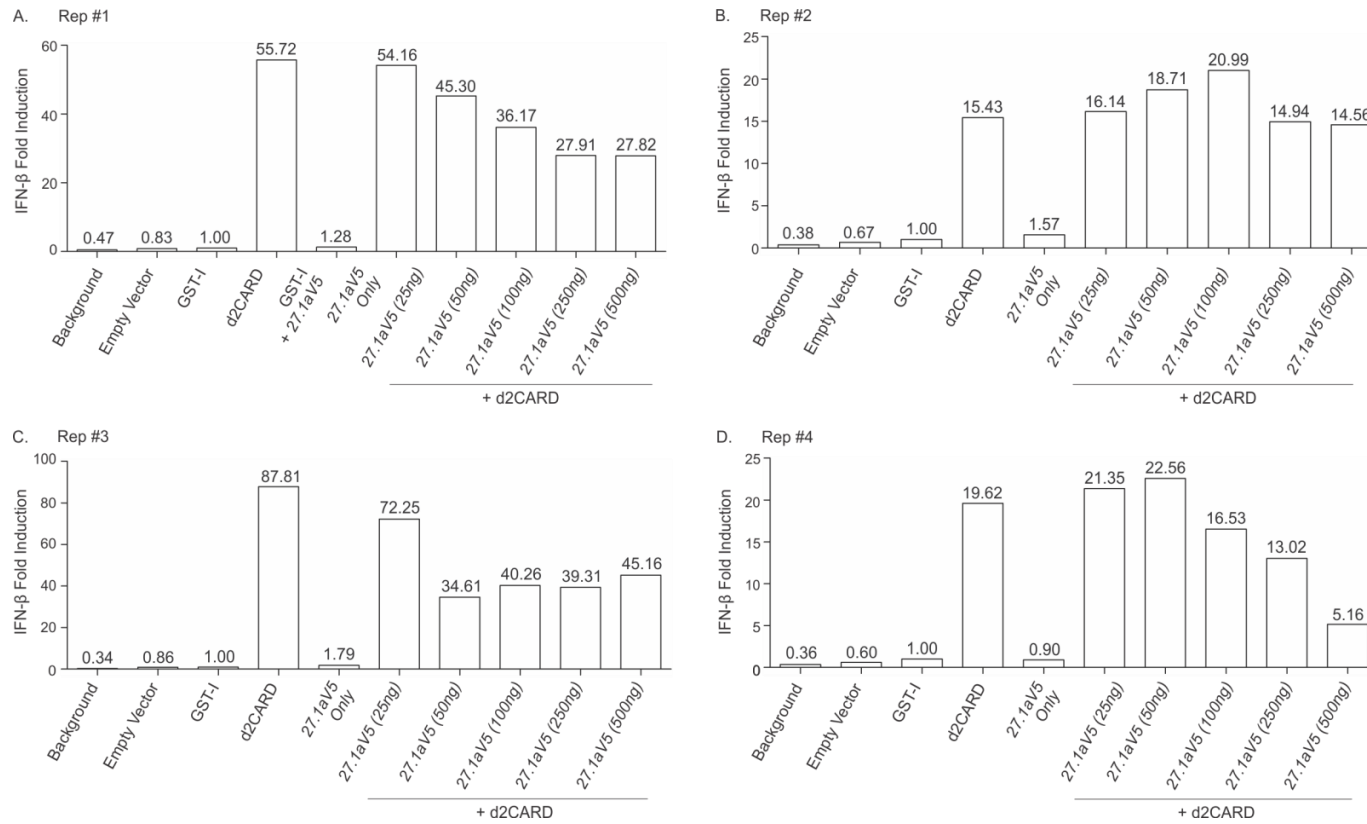 A. Rep #1
IFN-β Fold Induction
60
40
20
0
0.47
0.83
1.00
55.72
1.28
54.16
45.30
36.17
27.91
27.82
Background
Empty Vector
GST-I
d2CARD
GST-I
+ 27.1aV5
27.1aV5
Only
27.1aV5 (25ng)
27.1aV5 (50ng)
27.1aV5 (100ng)
27.1aV5 (250ng)
27.1aV5 (500ng)
+ d2CARD
B. Rep #2
IFN-β Fold Induction
25
20
15
10
5
0
0.38
0.67
1.00
15.43
1.57
16.14
18.71
20.99
14.94
14.56
Background
Empty Vector
GST-I
d2CARD
27.1aV5
Only
27.1aV5 (25ng)
27.1aV5 (50ng)
27.1aV5 (100ng)
27.1aV5 (250ng)
27.1aV5 (500ng)
+ d2CARD
C. Rep #3
IFN-β Fold Induction
100
80
60
40
20
0
0.34
0.86
1.00
87.81
1.79
72.25
34.61
40.26
39.31
45.16
Background
Empty Vector
GST-I
d2CARD
27.1aV5
Only
27.1aV5 (25ng)
27.1aV5 (50ng)
27.1aV5 (100ng)
27.1aV5 (250ng)
27.1aV5 (500ng)
+ d2CARD
D. Rep #4
IFN-β Fold Induction
25
20
15
10
5
0
0.36
0.60
1.00
19.62
0.90
21.35
22.56
16.53
13.02
5.16
Background
Empty Vector
GST-I
d2CARD
27.1aV5
Only
27.1aV5 (25ng)
27.1aV5 (50ng)
27.1aV5 (100ng)
27.1aV5 (250ng)
27.1aV5 (500ng)
+ d2CARD